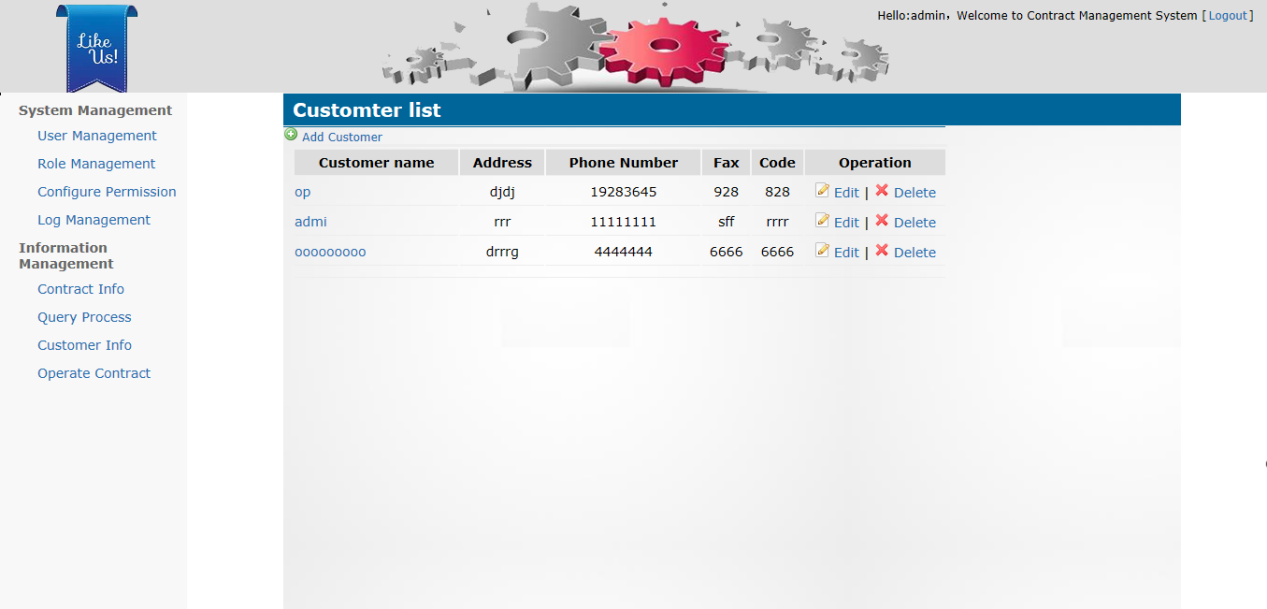 Like
Us!
Hello:admin，Welcome to Contract Management System [Logout]
System Management
User Management
Role Management
Configure Permission
Log Management
Information
Management
Contract Info
Query Process
Customer Info
Operate Contract
Customter list
Add Customer
Customer name Address Phone Number Fax Code Operation
op djdj 19283645 928 828 Edit | Delete
admi rrr 11111111 sff rrrr Edit | Delete
ooooooooo drrrg 4444444 6666 6666 Edit | Delete